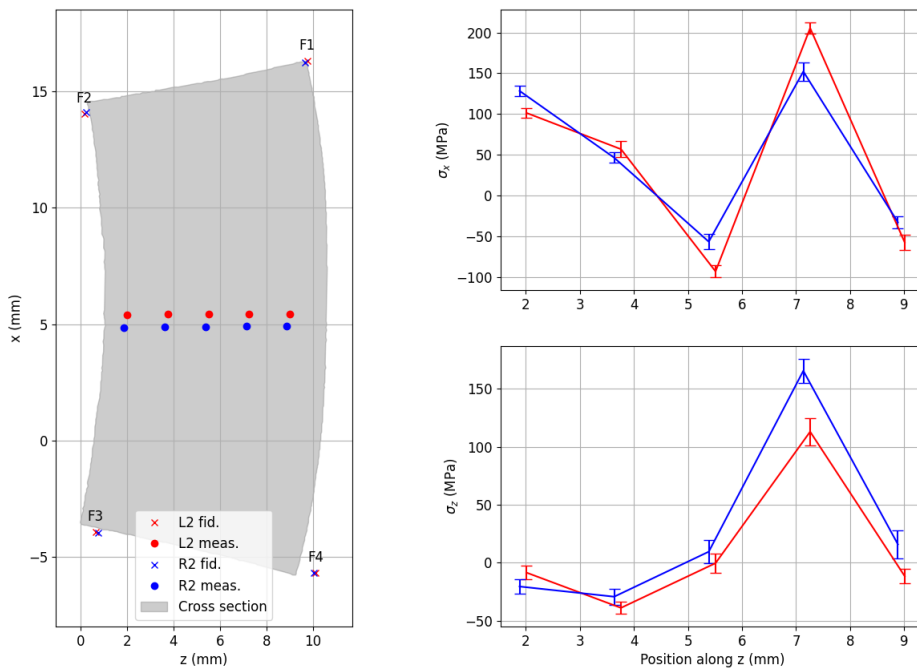 F1
F2
F3
F4
15
10
5
0
−5
x (mm)
0 2 4 6 8 10
z (mm)
L2 fid.
L2 meas.
R2 fid.
R2 meas.
Cross section
200
150
100
50
0
−50
−100
σx (MPa)
2 3 4 5 6 7 8 9
150
100
50
0
−50
σz (MPa)
2 3 4 5 6 7 8 9
Position along z (mm)